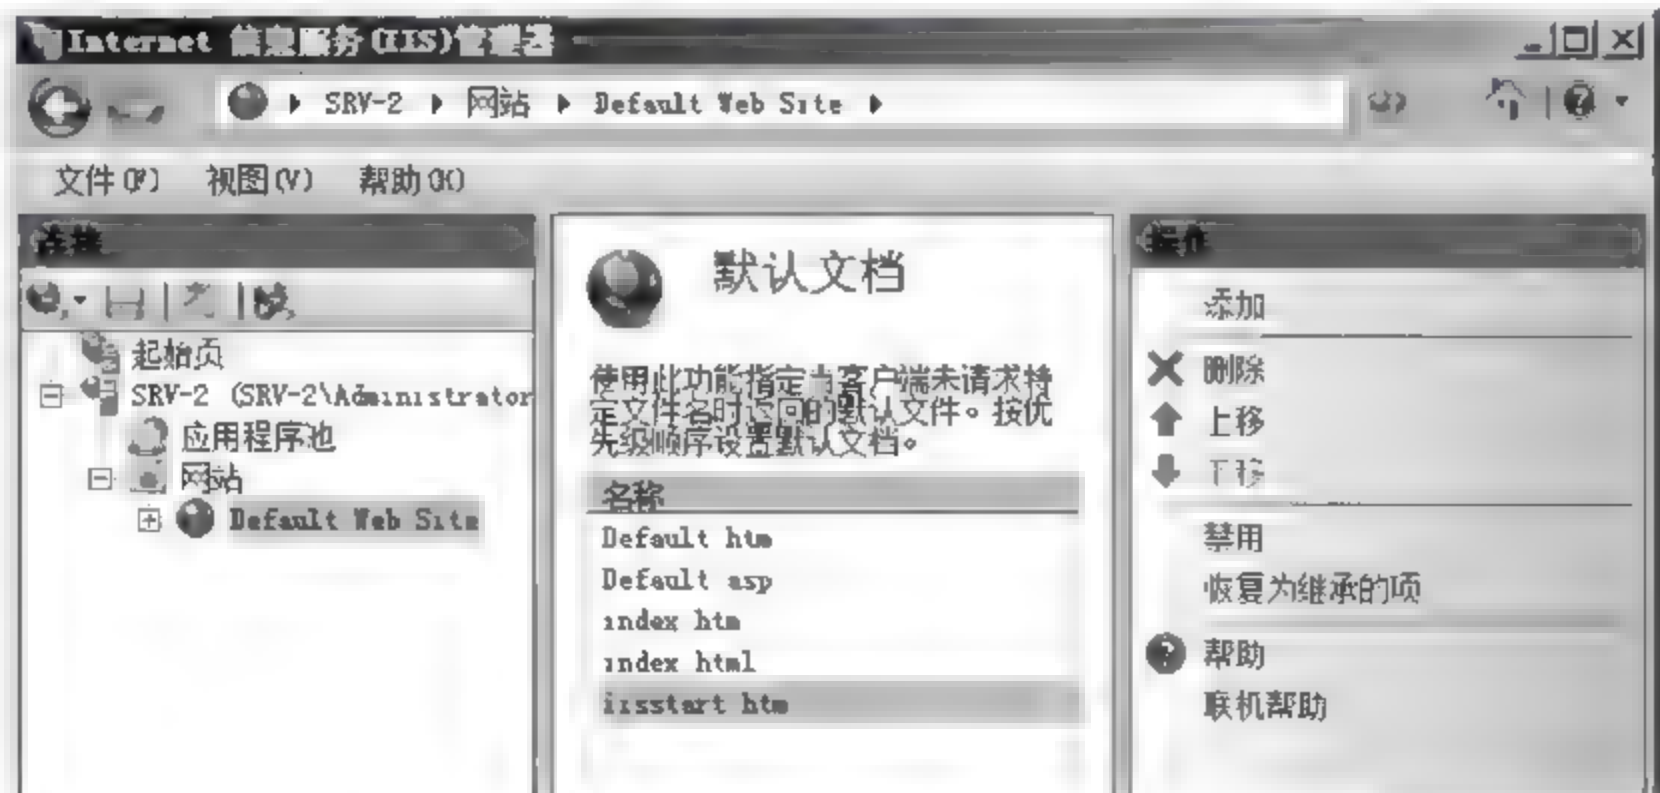 Internet 信息服务(IIS)管理器
SRV-2 网站 Default Web Site
文件(F) 视图(V) 帮助(H)
连接
起始页
SRV-2 (SRV-2\Administrator
应用程序池
网站
Default Web Site
默认文档
使用此功能指定当客户端未请求特
定文件名时返回的默认文件。按优
先级顺序设置默认文档。
名称
Default htm
Default asp
index htm
index html
iisstart htm
操作
添加
删除
上移
下移
禁用
恢复为继承的项
帮助
联机帮助